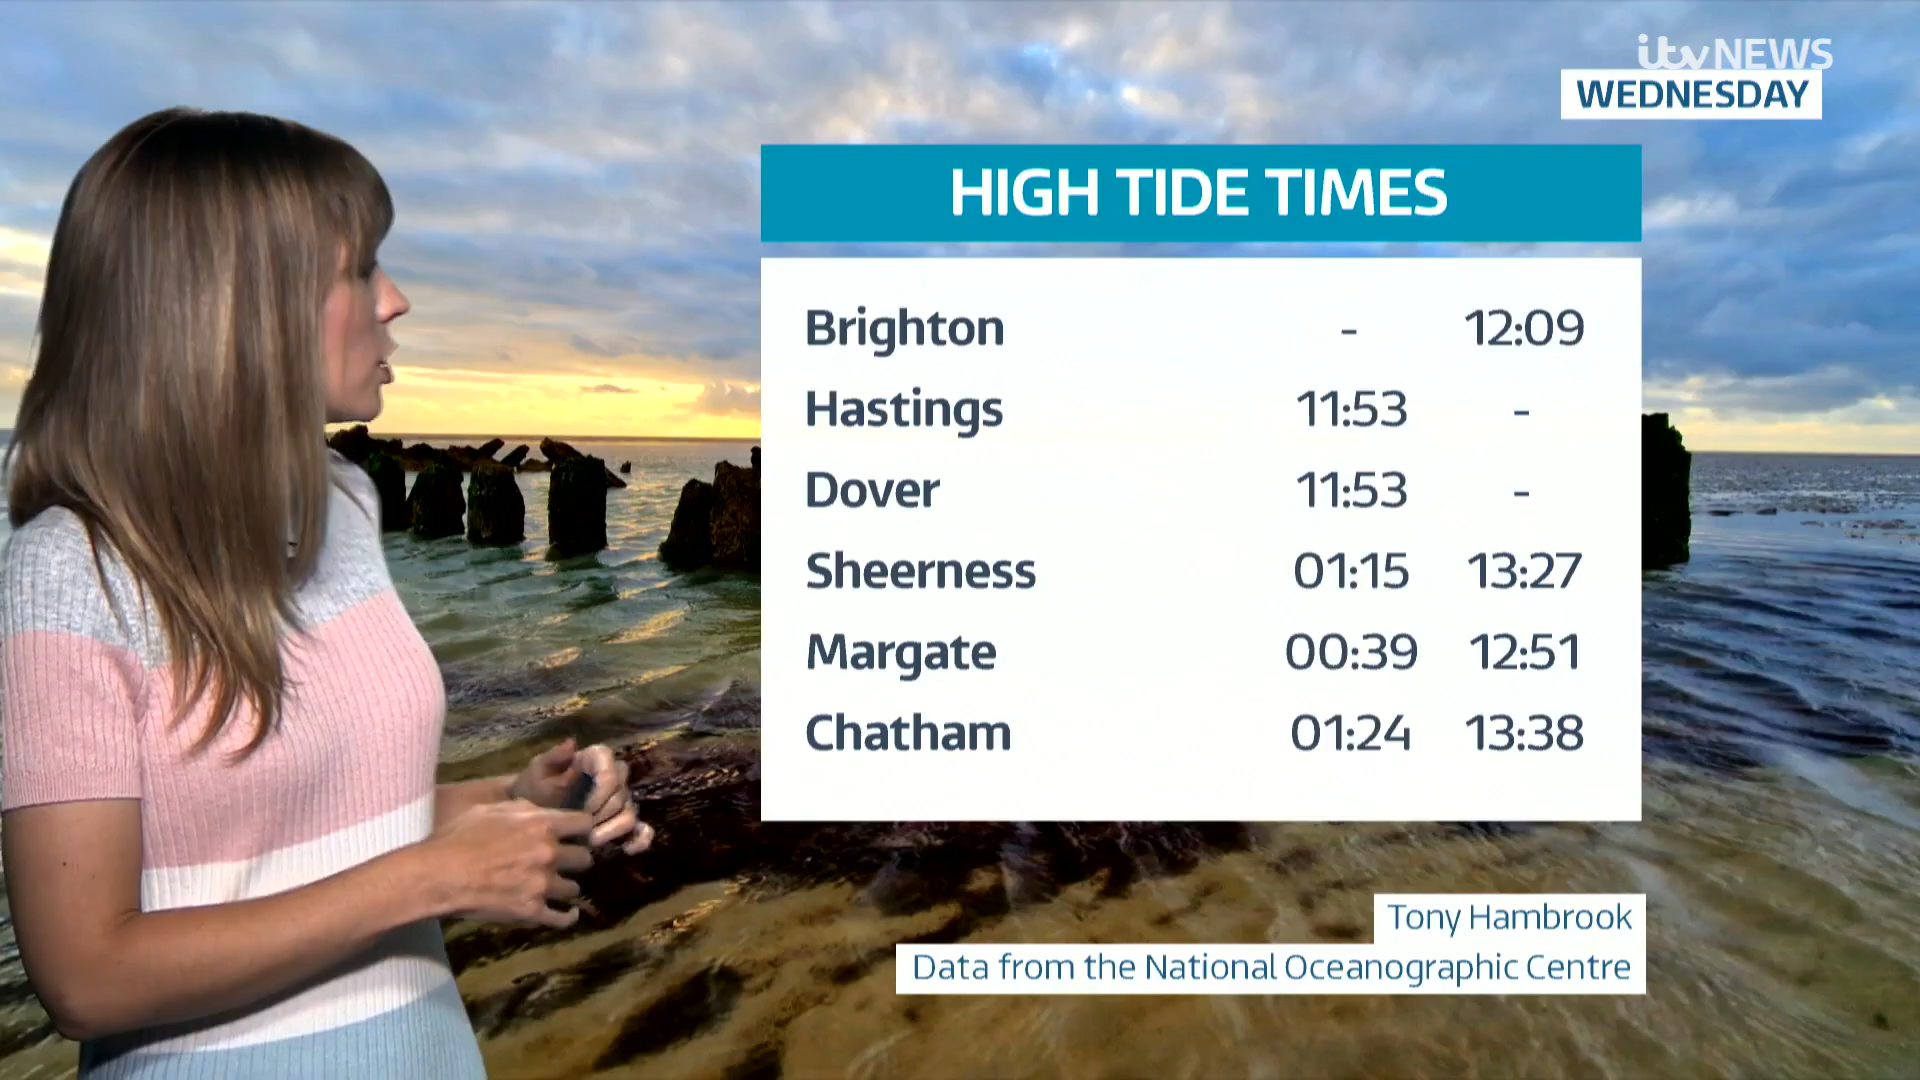 itv NEWS
WEDNESDAY
HIGH TIDE TIMES
Brighton - 12:09
Hastings 11:53 -
Dover 11:53 -
Sheerness 01:15 13:27
Margate 00:39 12:51
Chatham 01:24 13:38
Tony Hambrook
Data from the National Oceanographic Centre